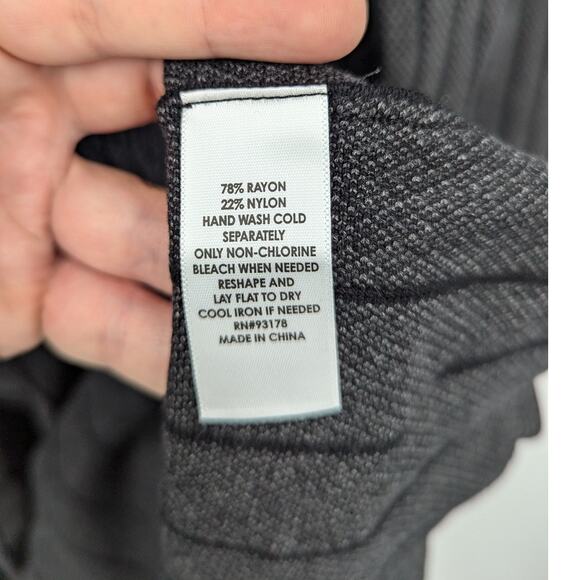 78% RAYON
22% NYLON
HAND WASH COLD
SEPARATELY
ONLY NON-CHLORINE
BLEACH WHEN NEEDED
RESHAPE AND
LAY FLAT TO DRY
COOL IRON IF NEEDED
RN#93178
MADE IN CHINA